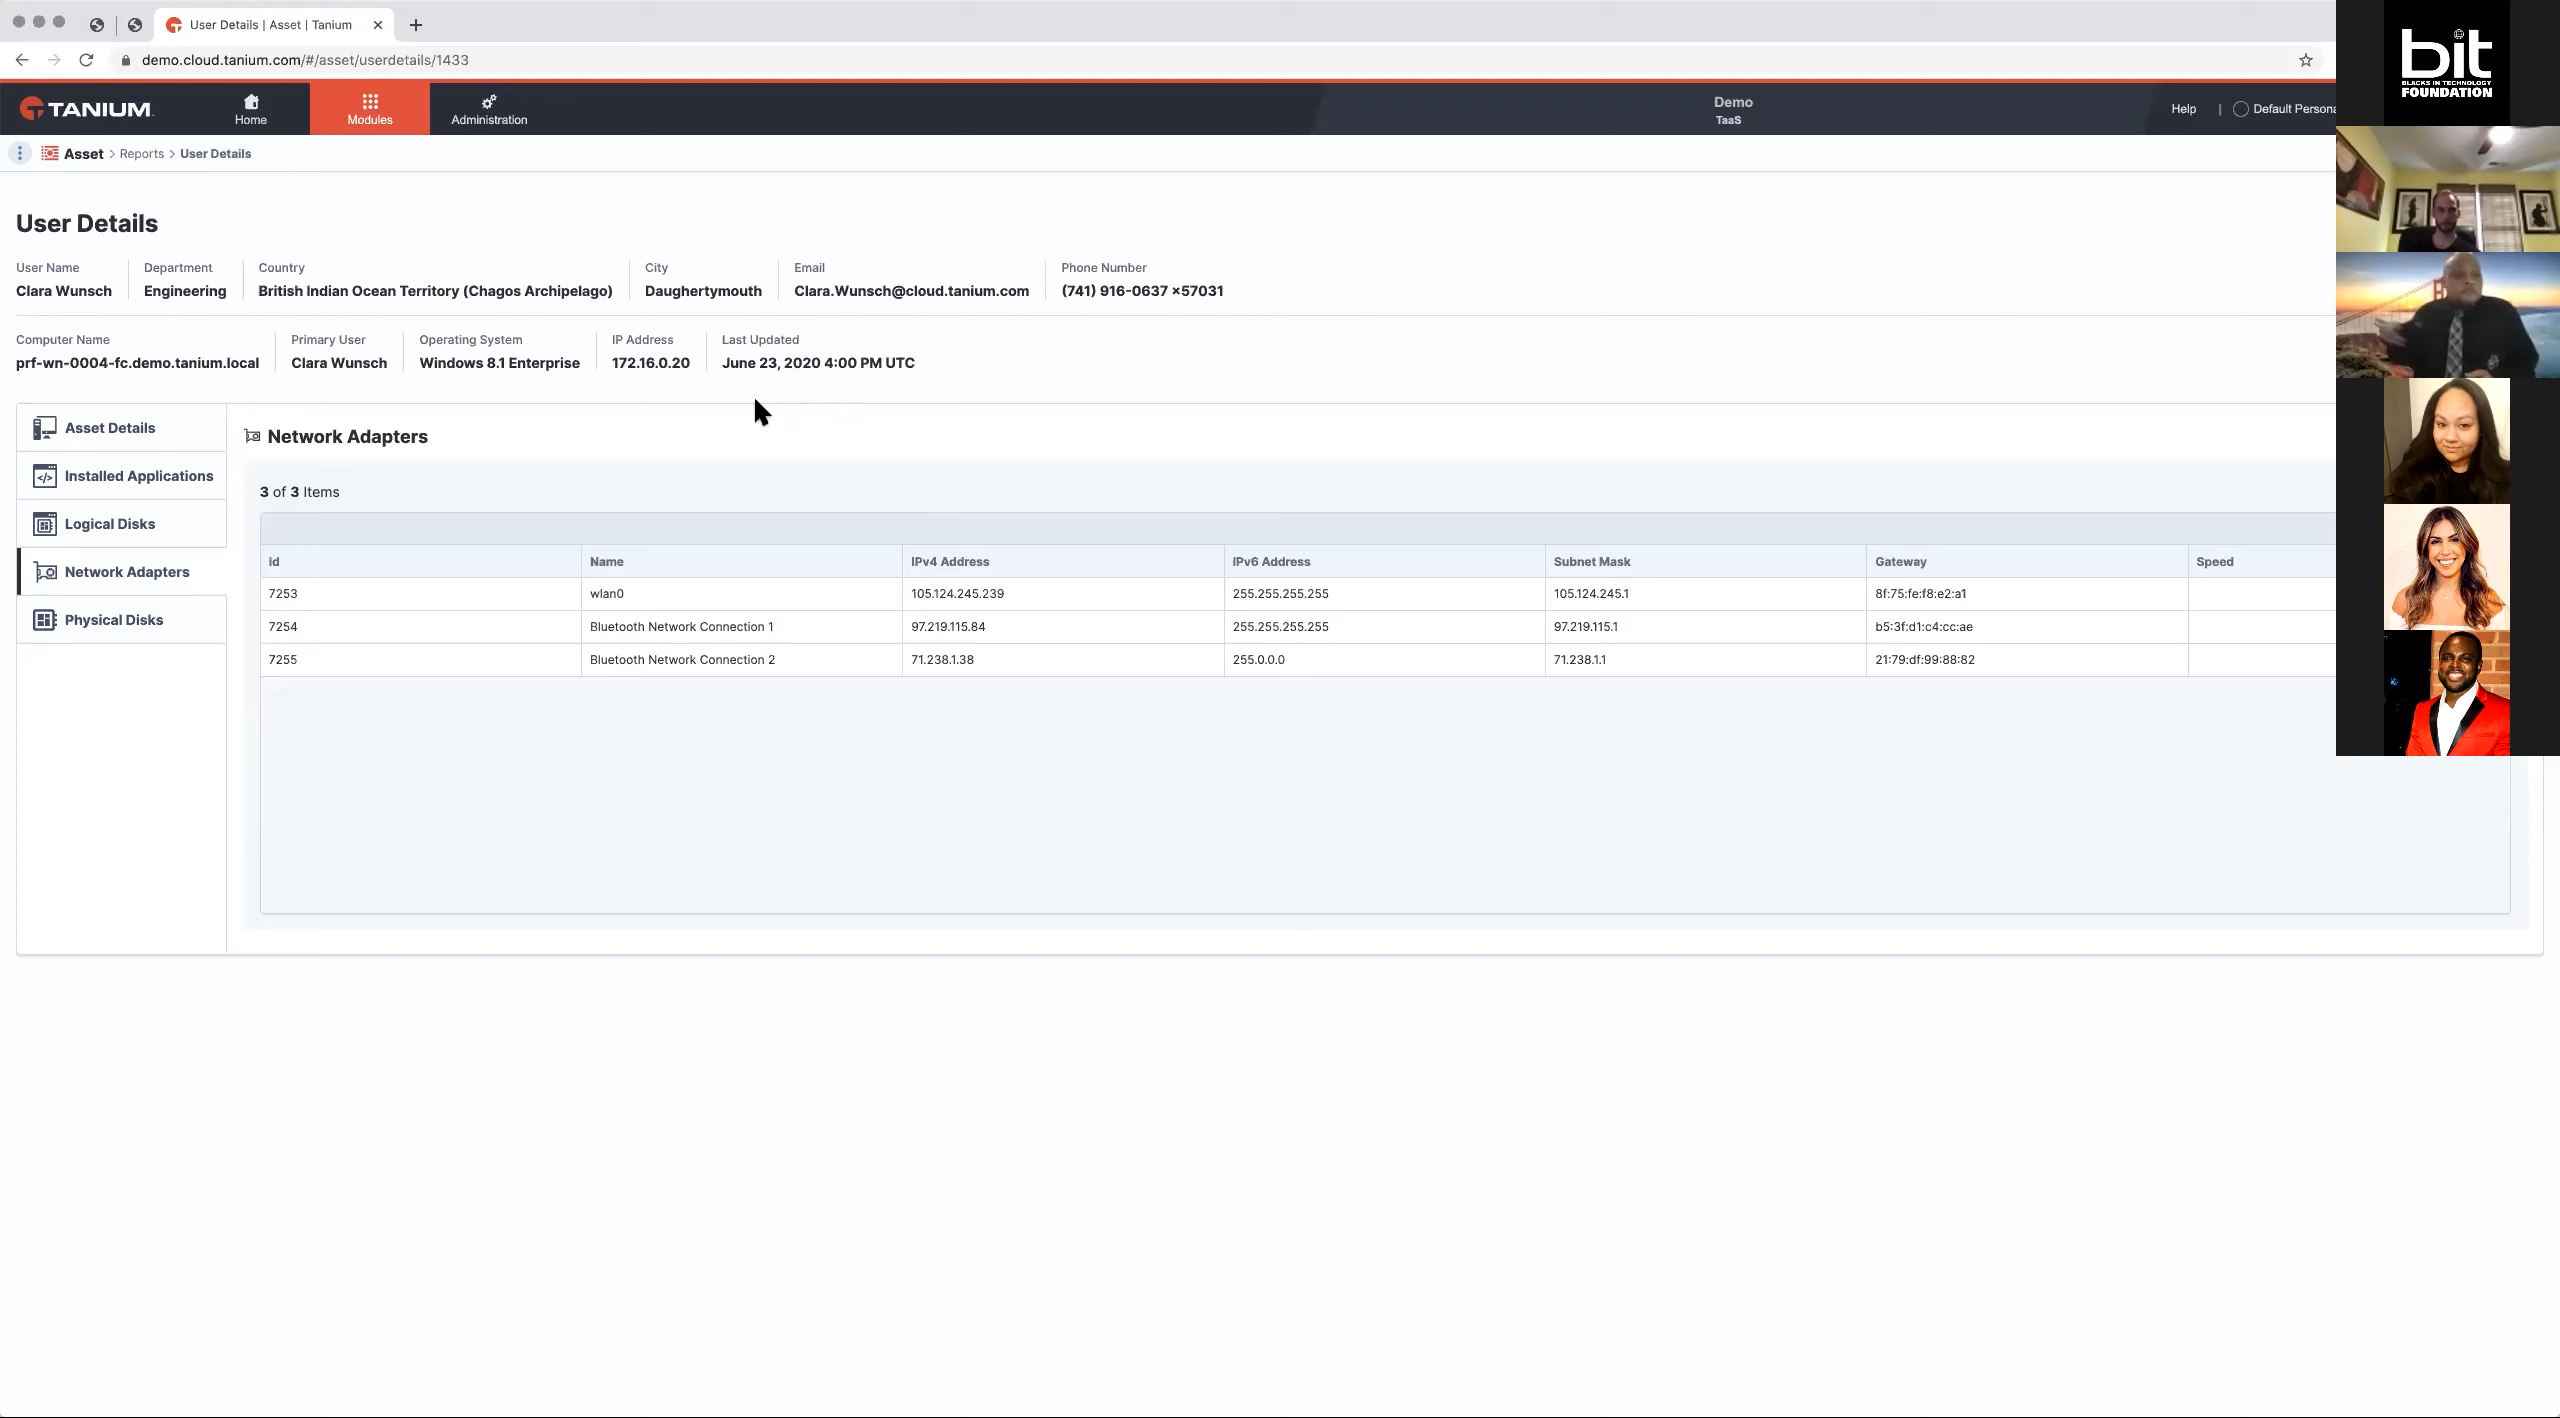 User Details | Asset | Tanium
demo.cloud.tanium.com/#/asset/userdetails/1433
TANIUM
Home
Modules
Administration
Demo
TaaS
Help | Default Persona
Asset > Reports > User Details
User Details
User Name Department Country City Email Phone Number
Clara Wunsch Engineering British Indian Ocean Territory (Chagos Archipelago) Daughertymouth Clara.Wunsch@cloud.tanium.com (741) 916-0637 x57031
Computer Name Primary User Operating System IP Address Last Updated
prf-wn-0004-fc.demo.tanium.local Clara Wunsch Windows 8.1 Enterprise 172.16.0.20 June 23, 2020 4:00 PM UTC
Asset Details
Installed Applications
Logical Disks
Network Adapters
Physical Disks
Network Adapters
3 of 3 Items
Id Name IPv4 Address IPv6 Address Subnet Mask Gateway Speed
7253 wlan0 105.124.245.239 255.255.255.255 105.124.245.1 8f:75:fe:f8:e2:a1
7254 Bluetooth Network Connection 1 97.219.115.84 255.255.255.255 97.219.115.1 b5:3f:d1:c4:cc:ae
7255 Bluetooth Network Connection 2 71.238.1.38 255.0.0.0 71.238.1.1 21:79:df:99:88:82
bit
BLACKS IN TECHNOLOGY
FOUNDATION